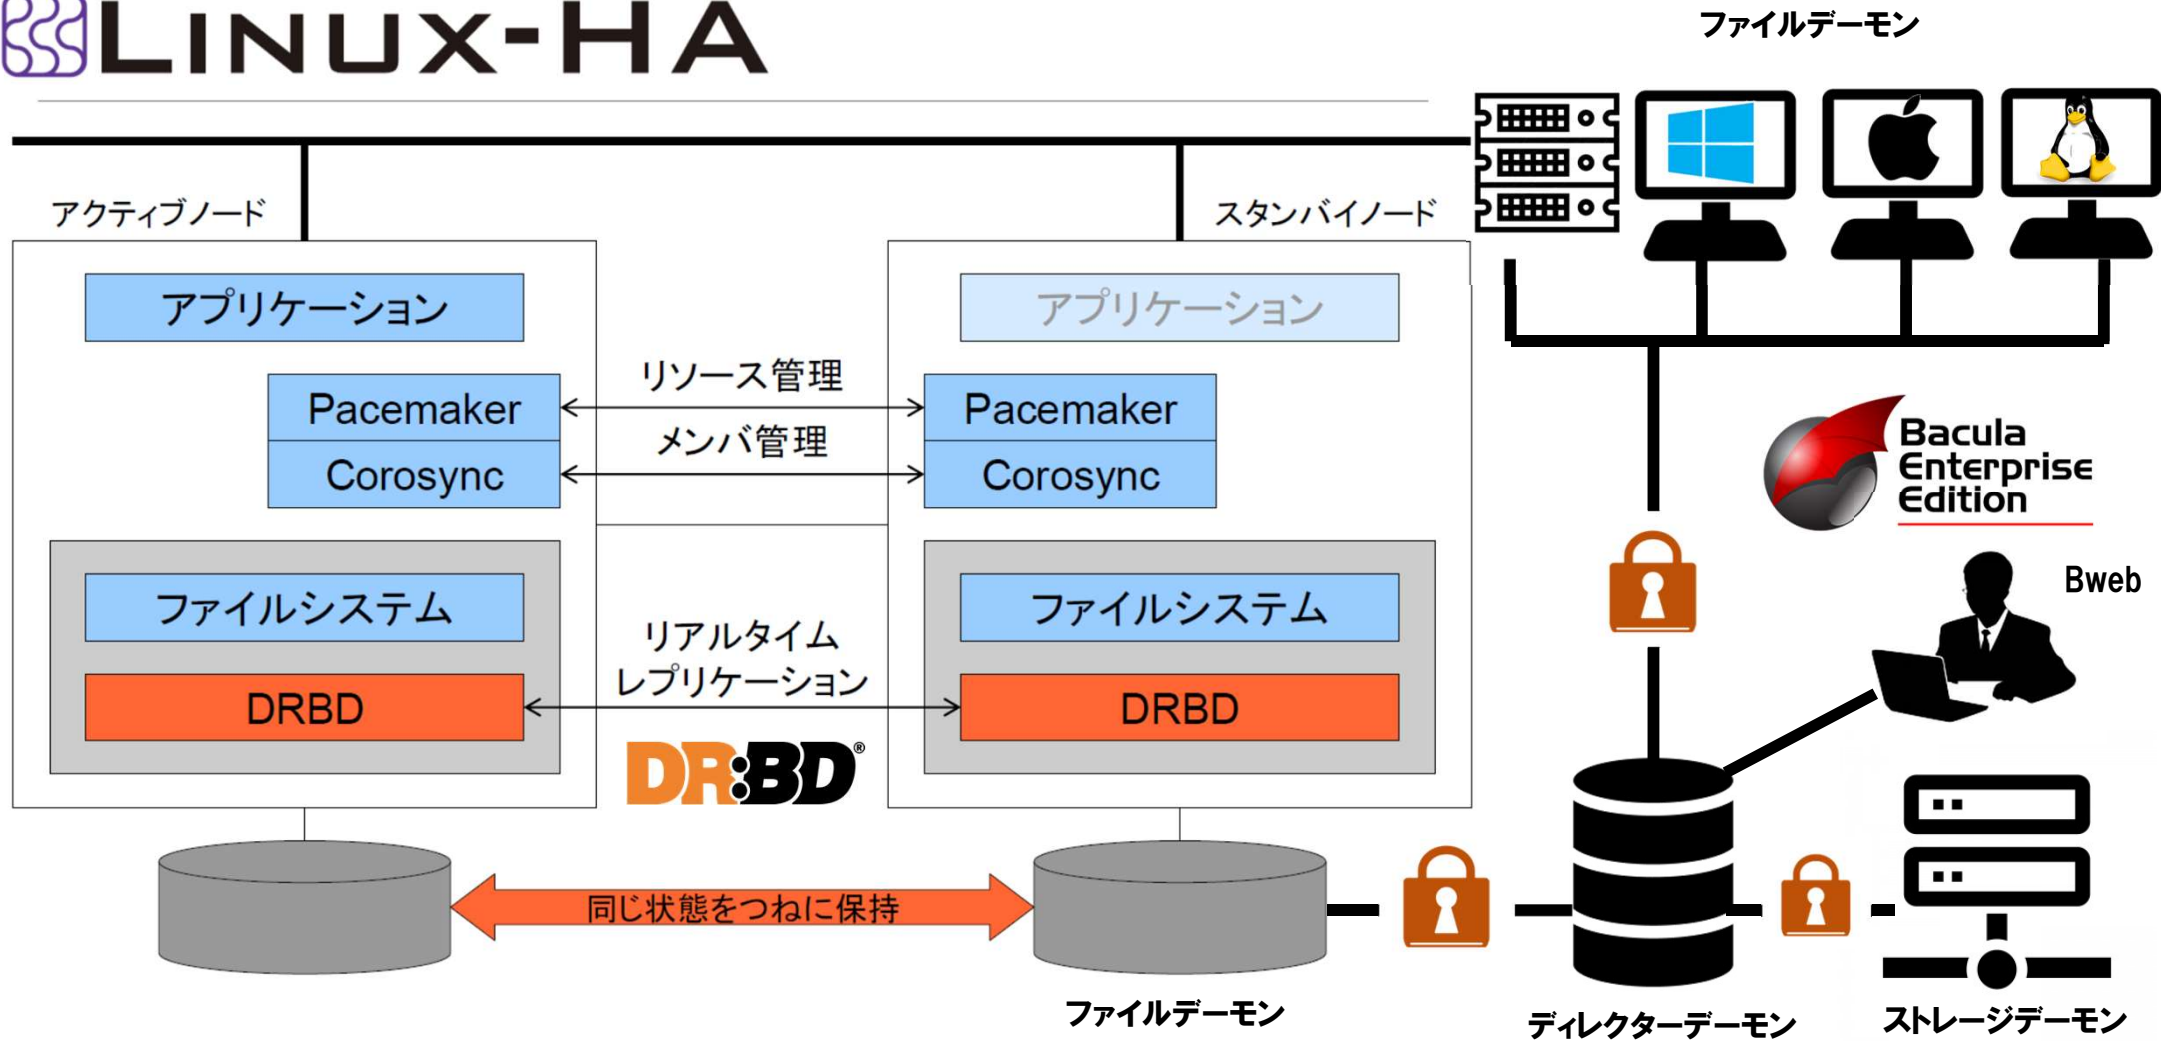 LINUX-HA
ファイルデーモン
アクティブノード
スタンバイノード
アプリケーション
アプリケーション
リソース管理
Pacemaker
Pacemaker
メンバ管理
Corosync
Corosync
Bacula
Enterprise
Edition
Bweb
ファイルシステム
ファイルシステム
リアルタイム
レプリケーション
DRBD
DRBD
DR:BD®
同じ状態をつねに保持
ファイルデーモン
ディレクターデーモン
ストレージデーモン